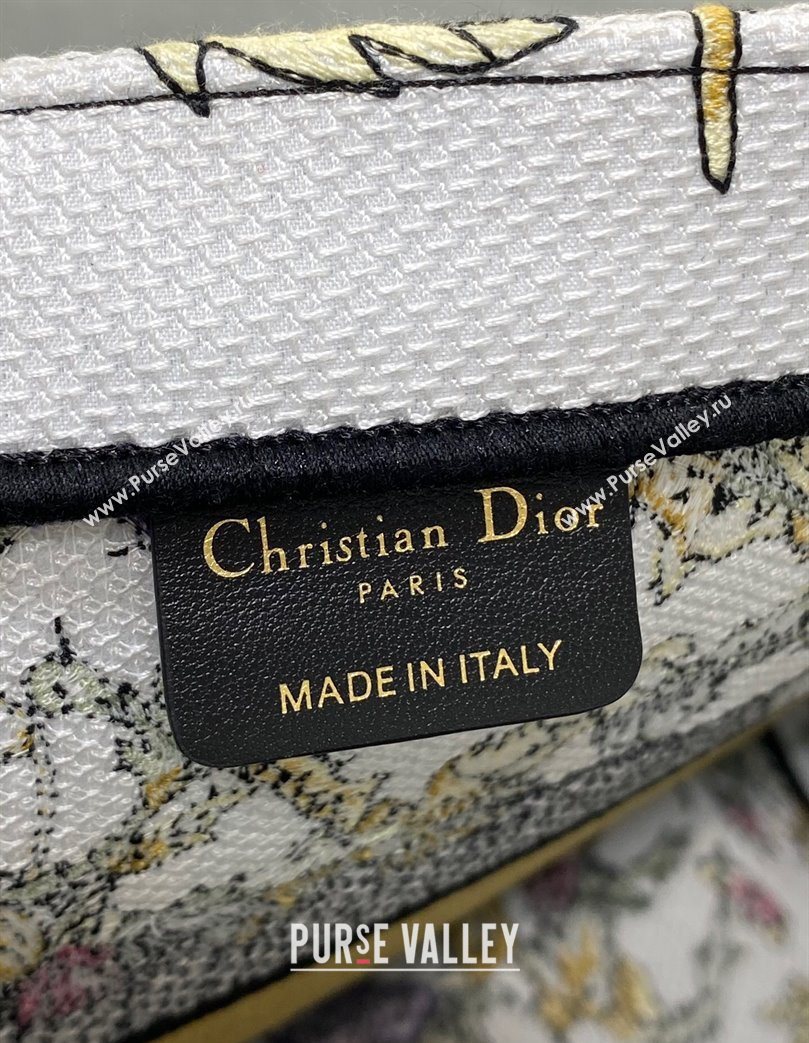 www.PurseValley.ru
www.PurseValley.ru
Christian Dior
PARIS
MADE IN ITALY
PURSE VALLEY